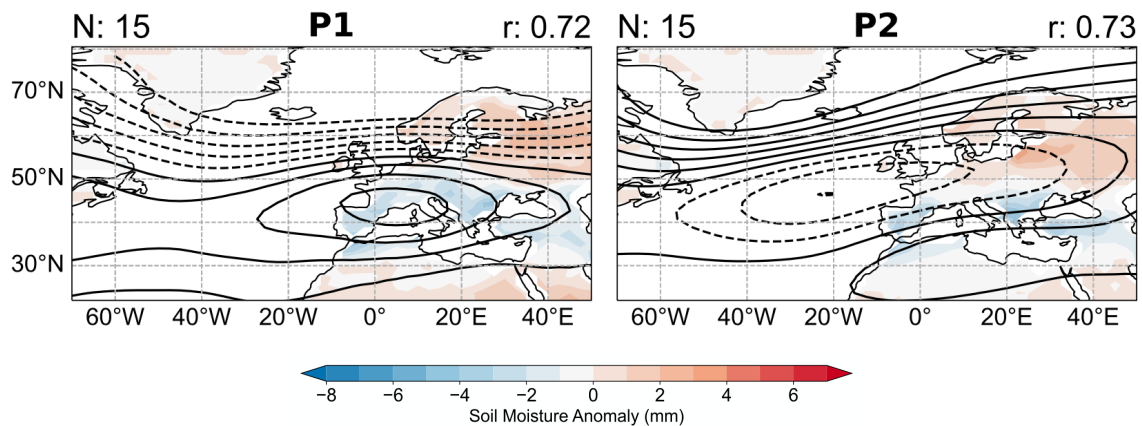 N: 15 P1 r: 0.72 N: 15 P2 r: 0.73
70°N
50°N
30°N
60°W 40°W 20°W 0° 20°E 40°E 60°W 40°W 20°W 0° 20°E 40°E
−8 −6 −4 −2 0 2 4 6
Soil Moisture Anomaly (mm)